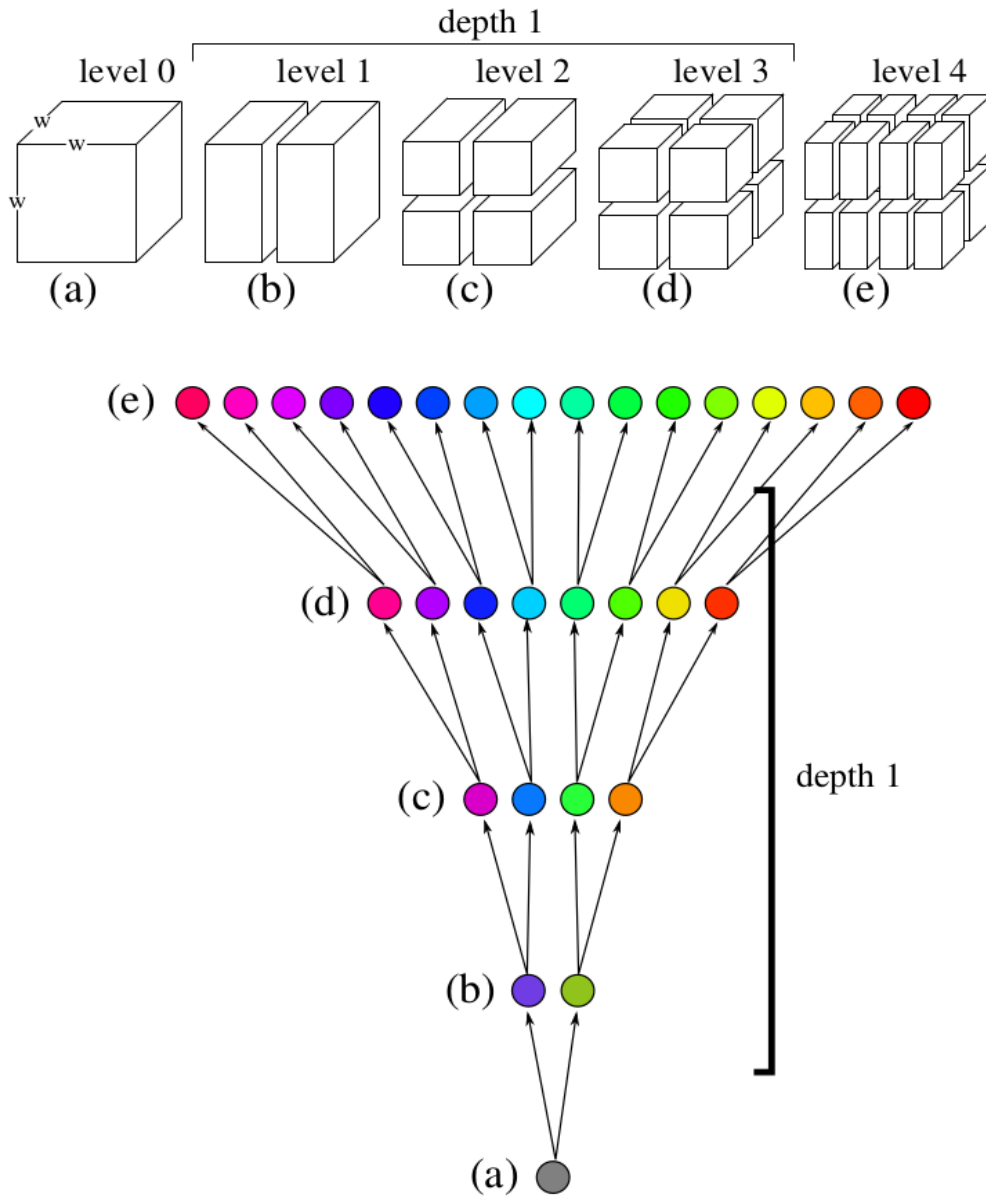 depth 1
level 0 level 1 level 2 level 3 level 4
w
w
w
(a) (b) (c) (d) (e)
(e)
(d)
depth 1
(c)
(b)
(a)